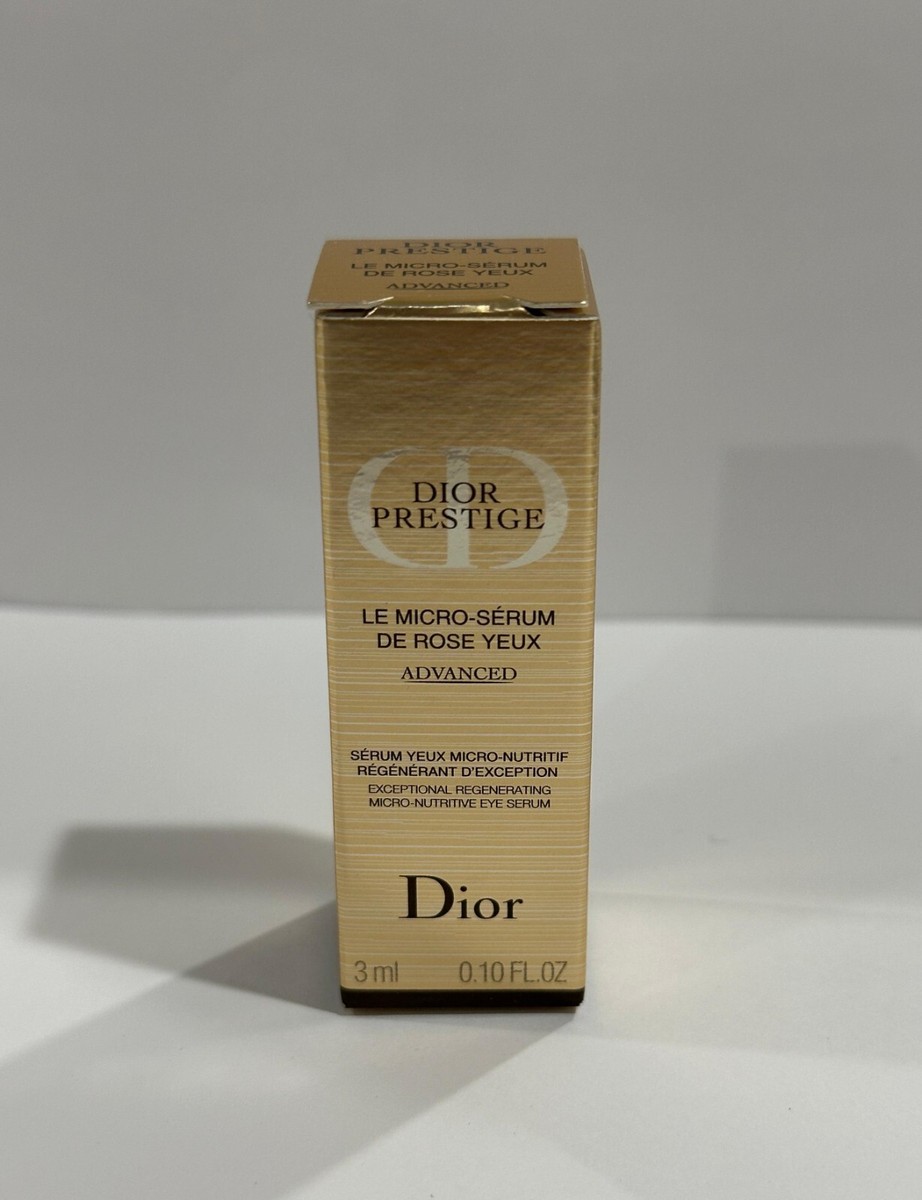 DIOR
PRESTIGE
LE MICRO-SÉRUM
DE ROSE YEUX
ADVANCED
CD
DIOR
PRESTIGE
LE MICRO-SÉRUM
DE ROSE YEUX
ADVANCED
SÉRUM YEUX MICRO-NUTRITIF
RÉGÉNÉRANT D'EXCEPTION
EXCEPTIONAL REGENERATING
MICRO-NUTRITIVE EYE SERUM
Dior
3 ml 0.10 FL.OZ